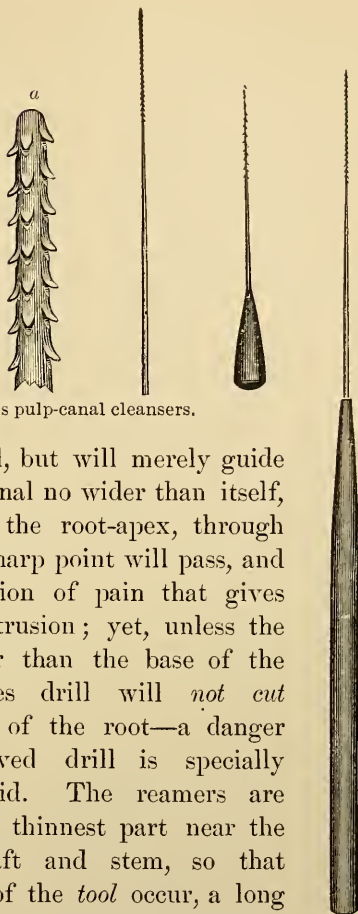 a
s pulp-canal cleansers.
l, but will merely guide
nal no wider than itself,
the root-apex, through
harp point will pass, and
ion of pain that gives
trusion; yet, unless the
r than the base of the
es drill will not cut
of the root—a danger
ved drill is specially
id. The reamers are
thinnest part near the
aft and stem, so that
of the tool occur, a long